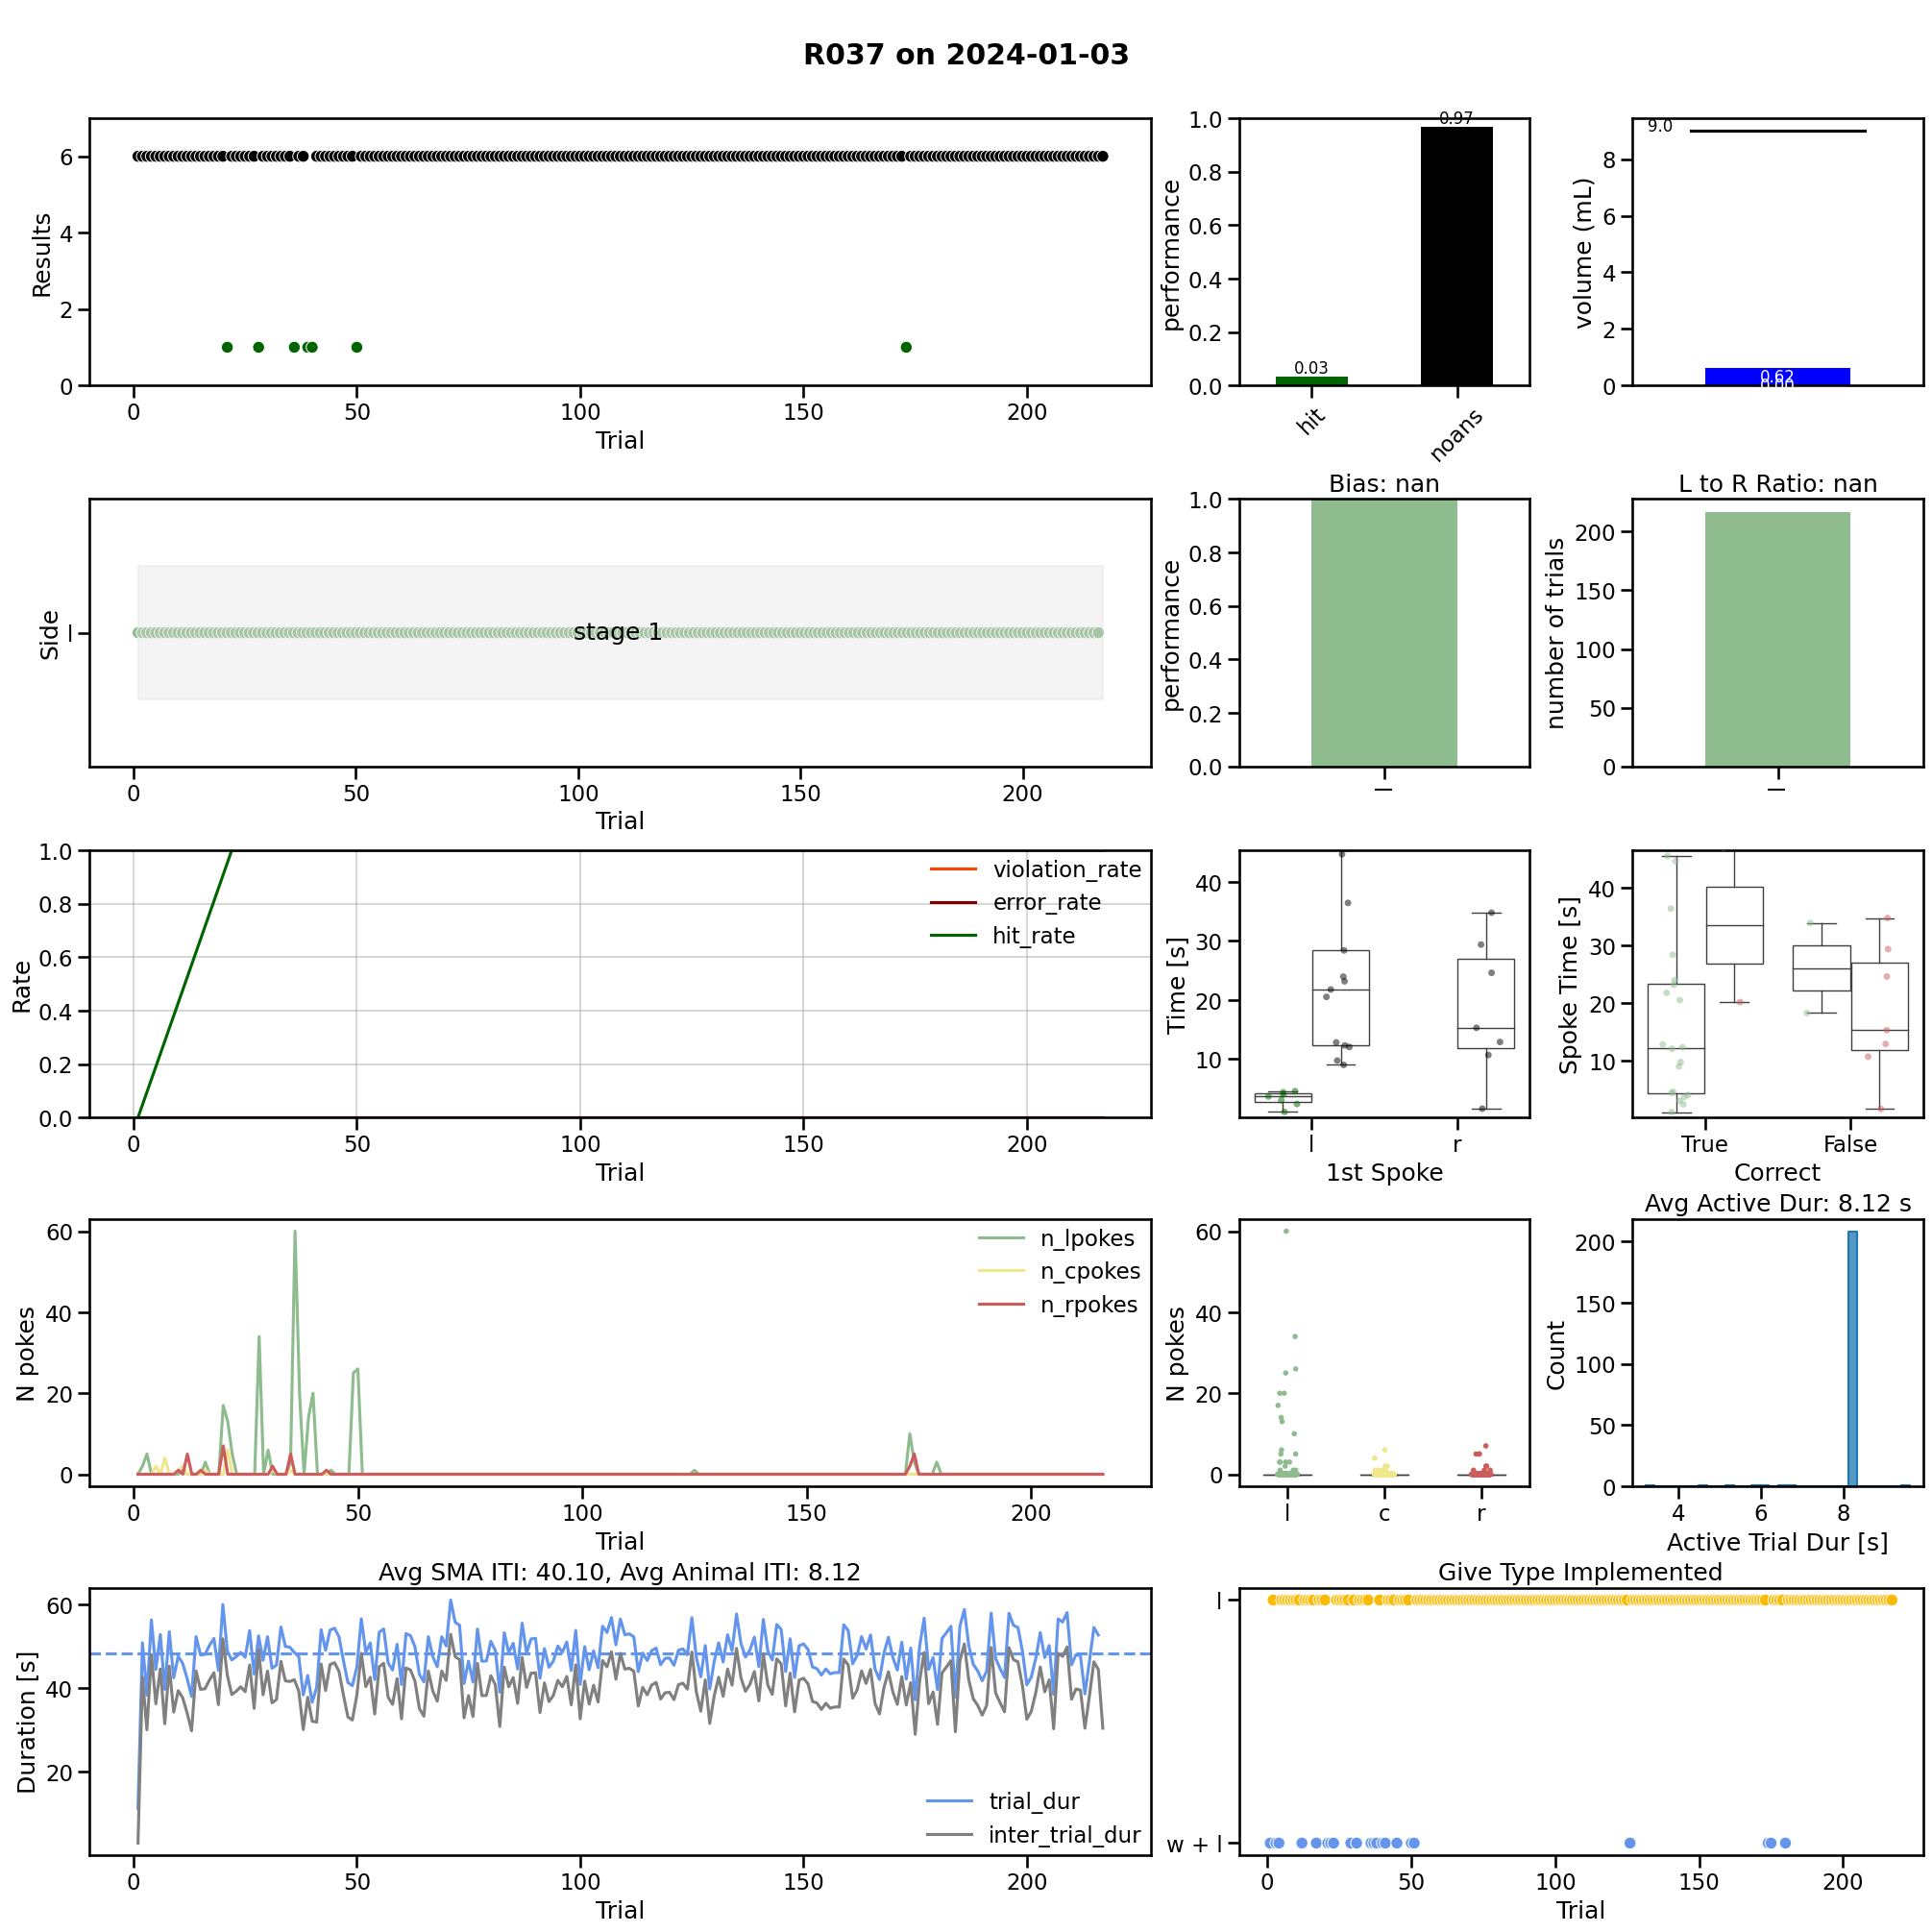 R037 on 2024-01-03
Results
6
4
2
0
0 50 100 150 200
Trial
performance
1.0
0.8
0.6
0.4
0.2
0.0
0.97
0.03
hit noans
volume (mL)
8
6
4
2
0
9.0
0.62
Side
l
stage 1
0 50 100 150 200
Trial
Bias: nan
performance
1.0
0.8
0.6
0.4
0.2
0.0
l
L to R Ratio: nan
number of trials
200
150
100
50
0
l
Rate
1.0
0.8
0.6
0.4
0.2
0.0
violation_rate
error_rate
hit_rate
0 50 100 150 200
Trial
Time [s]
40
30
20
10
l r
1st Spoke
Spoke Time [s]
40
30
20
10
True False
Correct
N pokes
60
40
20
0
n_lpokes
n_cpokes
n_rpokes
0 50 100 150 200
Trial
N pokes
60
40
20
0
l c r
Avg Active Dur: 8.12 s
Count
200
150
100
50
0
4 6 8
Active Trial Dur [s]
Avg SMA ITI: 40.10, Avg Animal ITI: 8.12
Duration [s]
60
40
20
trial_dur
inter_trial_dur
0 50 100 150 200
Trial
Give Type Implemented
l
w + l
0 50 100 150 200
Trial